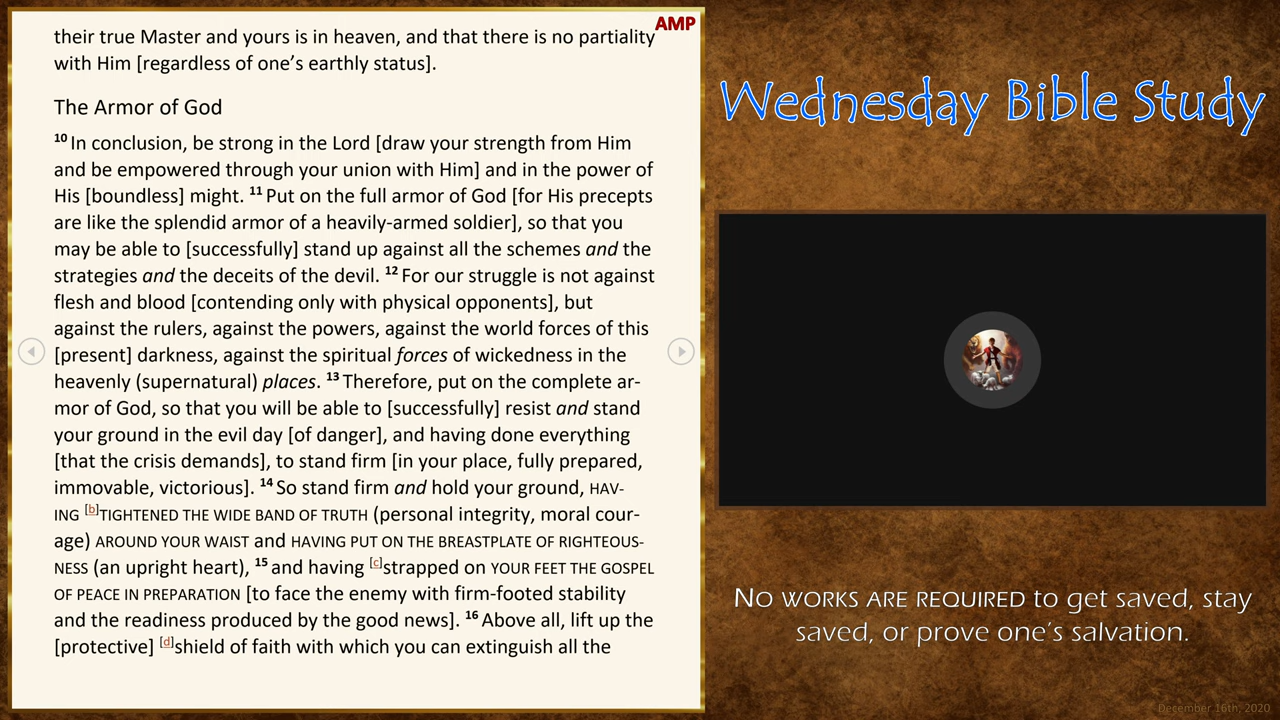 AMP
their true Master and yours is in heaven, and that there is no partiality
with Him [regardless of one's earthly status].
The Armor of God
10 In conclusion, be strong in the Lord [draw your strength from Him
and be empowered through your union with Him] and in the power of
His [boundless] might. 11 Put on the full armor of God [for His precepts
are like the splendid armor of a heavily-armed soldier], so that you
may be able to [successfully] stand up against all the schemes and the
strategies and the deceits of the devil. 12 For our struggle is not against
flesh and blood [contending only with physical opponents], but
against the rulers, against the powers, against the world forces of this
[present] darkness, against the spiritual forces of wickedness in the
heavenly (supernatural) places. 13 Therefore, put on the complete ar-
mor of God, so that you will be able to [successfully] resist and stand
your ground in the evil day [of danger], and having done everything
[that the crisis demands], to stand firm [in your place, fully prepared,
immovable, victorious]. 14 So stand firm and hold your ground, HAV-
ING [b]TIGHTENED THE WIDE BAND OF TRUTH (personal integrity, moral cour-
age) AROUND YOUR WAIST and HAVING PUT ON THE BREASTPLATE OF RIGHTEOUS-
NESS (an upright heart), 15 and having [c]strapped on YOUR FEET THE GOSPEL
OF PEACE IN PREPARATION [to face the enemy with firm-footed stability
and the readiness produced by the good news]. 16 Above all, lift up the
[protective] [d]shield of faith with which you can extinguish all the
Wednesday Bible Study
NO WORKS ARE REQUIRED to get saved, stay
saved, or prove one's salvation.
December 16th, 2020